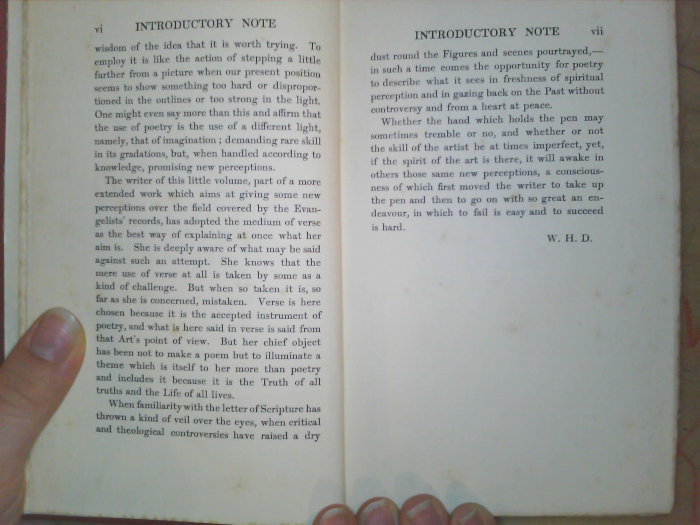 vi INTRODUCTORY NOTE
wisdom of the idea that it is worth trying. To
employ it is like the action of stepping a little
further from a picture when our present position
seems to show something too hard or dispropor-
tioned in the outlines or too strong in the light.
One might even say more than this and affirm that
the use of poetry is the use of a different light,
namely, that of imagination; demanding rare skill
in its gradations, but, when handled according to
knowledge, promising new perceptions.
The writer of this little volume, part of a more
extended work which aims at giving some new
perceptions over the field covered by the Evan-
gelists' records, has adopted the medium of verse
as the best way of explaining at once what her
aim is. She is deeply aware of what may be said
against such an attempt. She knows that the
mere use of verse at all is taken by some as a
kind of challenge. But when so taken it is, so
far as she is concerned, mistaken. Verse is here
chosen because it is the accepted instrument of
poetry, and what is here said in verse is said from
that Art's point of view. But her chief object
has been not to make a poem but to illuminate a
theme which is itself to her more than poetry
and includes it because it is the Truth of all
truths and the Life of all lives.
When familiarity with the letter of Scripture has
thrown a kind of veil over the eyes, when critical
and theological controversies have raised a dry
INTRODUCTORY NOTE vii
dust round the Figures and scenes pourtrayed,—
in such a time comes the opportunity for poetry
to describe what it sees in freshness of spiritual
perception and in gazing back on the Past without
controversy and from a heart at peace.
Whether the hand which holds the pen may
sometimes tremble or no, and whether or not
the skill of the artist be at times imperfect, yet,
if the spirit of the art is there, it will awake in
others those same new perceptions, a conscious-
ness of which first moved the writer to take up
the pen and then to go on with so great an en-
deavour, in which to fail is easy and to succeed
is hard.
W. H. D.